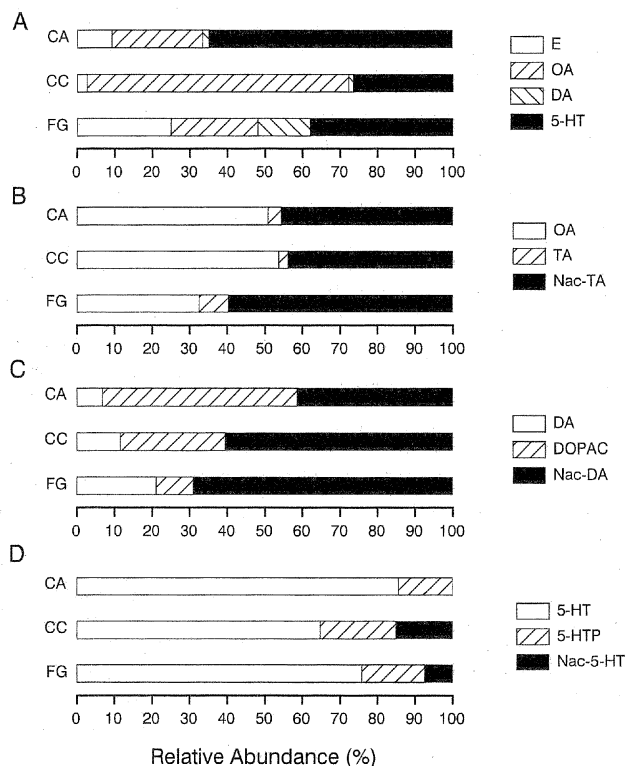 A
CA
CC
FG
0 10 20 30 40 50 60 70 80 90 100
E
OA
DA
5-HT
B
CA
CC
FG
0 10 20 30 40 50 60 70 80 90 100
OA
TA
Nac-TA
C
CA
CC
FG
0 10 20 30 40 50 60 70 80 90 100
DA
DOPAC
Nac-DA
D
CA
CC
FG
0 10 20 30 40 50 60 70 80 90 100
5-HT
5-HTP
Nac-5-HT
Relative Abundance (%)